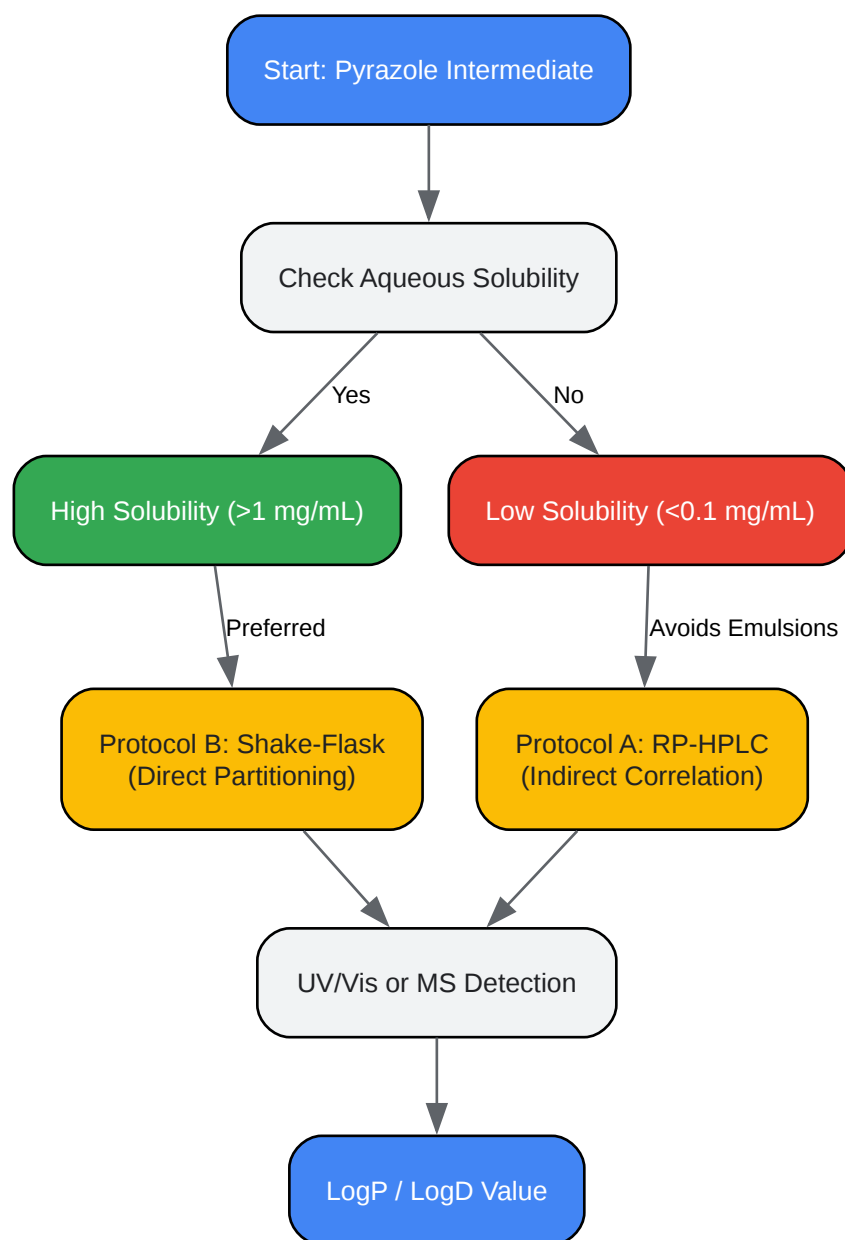 Start: Pyrazole Intermediate
Check Aqueous Solubility
Yes
No
High Solubility (>1 mg/mL)
Low Solubility (<0.1 mg/mL)
Preferred
Avoids Emulsions
Protocol B: Shake-Flask
(Direct Partitioning)
Protocol A: RP-HPLC
(Indirect Correlation)
UV/Vis or MS Detection
LogP / LogD Value